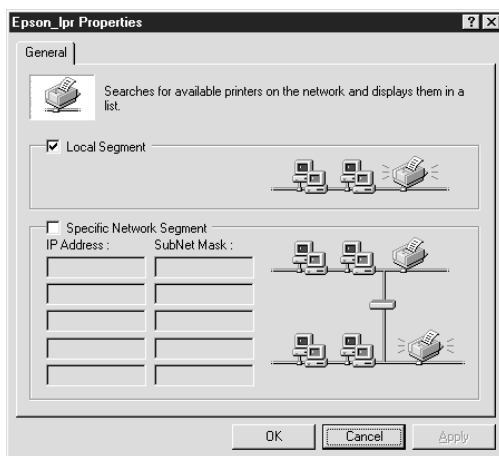 Epson_lpr Properties
General
Searches for available printers on the network and displays them in a
list.
Local Segment
Specific Network Segment
IP Address : SubNet Mask :
OK Cancel Apply